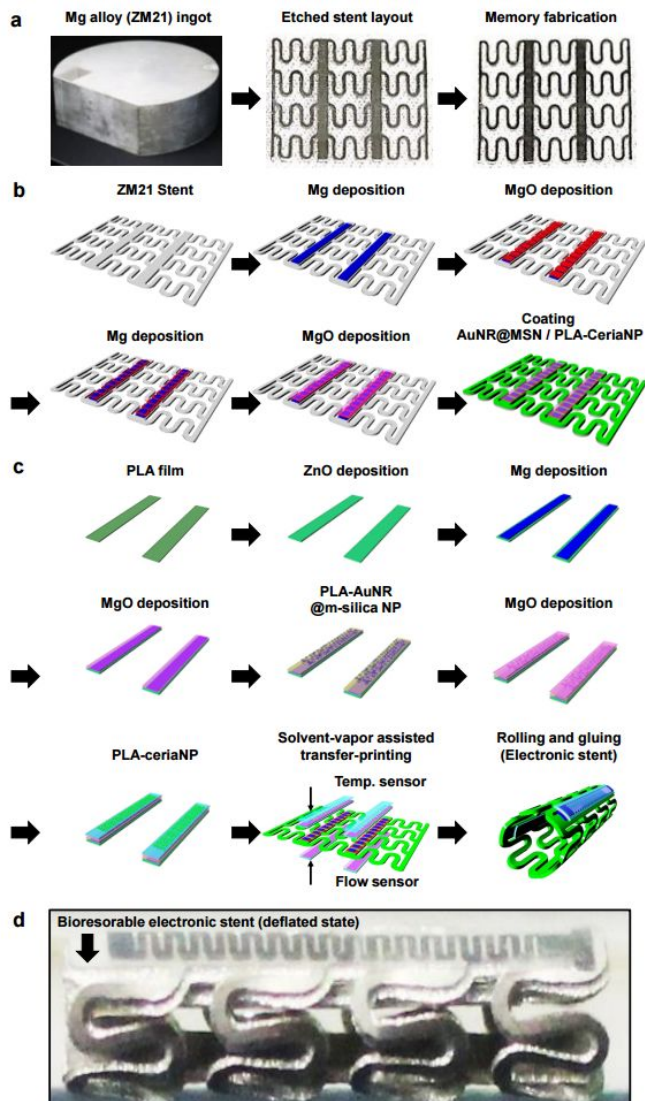 a
Mg alloy (ZM21) ingot
Etched stent layout
Memory fabrication
b
ZM21 Stent
Mg deposition
MgO deposition
Mg deposition
MgO deposition
Coating
AuNR@MSN / PLA-CeriaNP
c
PLA film
ZnO deposition
Mg deposition
MgO deposition
PLA-AuNR
@m-silica NP
MgO deposition
PLA-ceriaNP
Solvent-vapor assisted
transfer-printing
Temp. sensor
Flow sensor
Rolling and gluing
(Electronic stent)
d
Bioresorable electronic stent (deflated state)